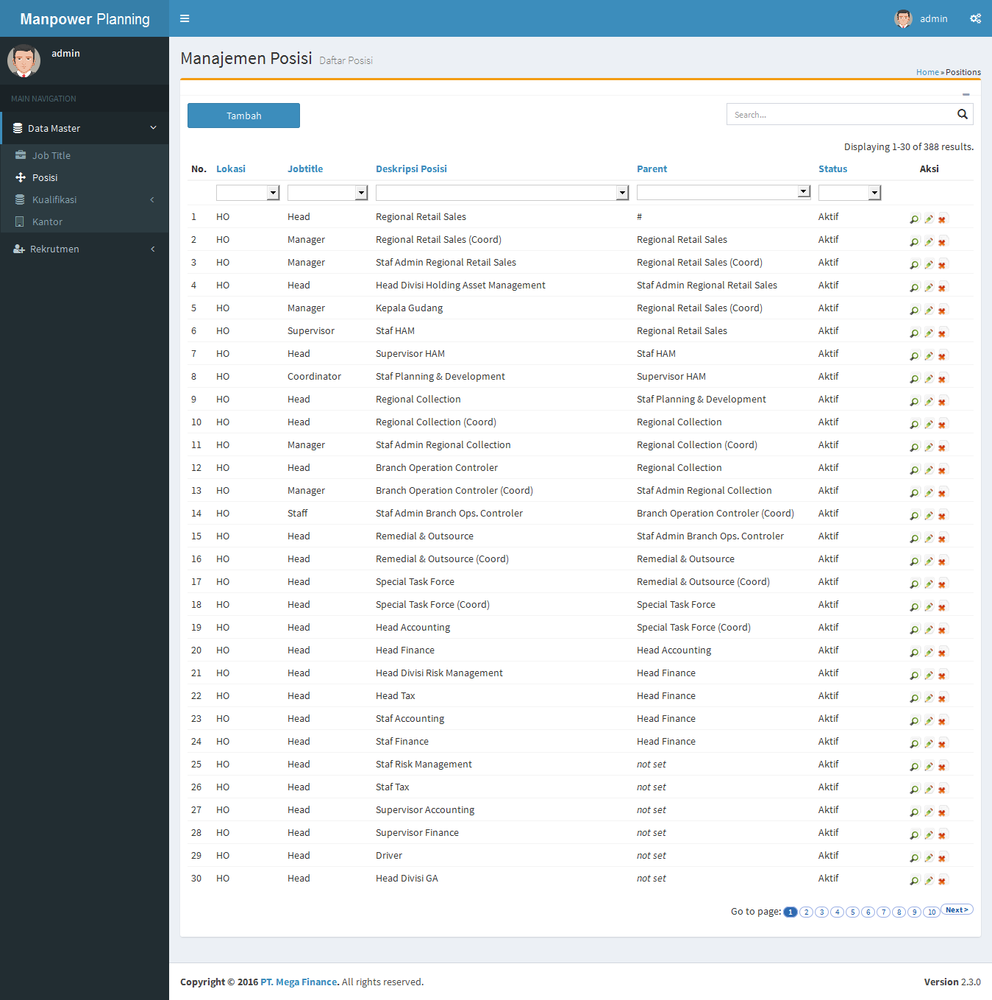 Manpower Planning
admin
admin
MAIN NAVIGATION
Data Master
Job Title
Posisi
Kualifikasi
Kantor
Rekrutmen
Manajemen Posisi Daftar Posisi
Home » Positions
Tambah
Search...
Displaying 1-30 of 388 results.
No. Lokasi Jobtitle Deskripsi Posisi Parent Status Aksi
1 HO Head Regional Retail Sales # Aktif
2 HO Manager Regional Retail Sales (Coord) Regional Retail Sales Aktif
3 HO Manager Staf Admin Regional Retail Sales Regional Retail Sales (Coord) Aktif
4 HO Head Head Divisi Holding Asset Management Staf Admin Regional Retail Sales Aktif
5 HO Manager Kepala Gudang Regional Retail Sales (Coord) Aktif
6 HO Supervisor Staf HAM Regional Retail Sales Aktif
7 HO Head Supervisor HAM Staf HAM Aktif
8 HO Coordinator Staf Planning & Development Supervisor HAM Aktif
9 HO Head Regional Collection Staf Planning & Development Aktif
10 HO Head Regional Collection (Coord) Regional Collection Aktif
11 HO Manager Staf Admin Regional Collection Regional Collection (Coord) Aktif
12 HO Head Branch Operation Controler Regional Collection Aktif
13 HO Manager Branch Operation Controler (Coord) Staf Admin Regional Collection Aktif
14 HO Staff Staf Admin Branch Ops. Controler Branch Operation Controler (Coord) Aktif
15 HO Head Remedial & Outsource Staf Admin Branch Ops. Controler Aktif
16 HO Head Remedial & Outsource (Coord) Remedial & Outsource Aktif
17 HO Head Special Task Force Remedial & Outsource (Coord) Aktif
18 HO Head Special Task Force (Coord) Special Task Force Aktif
19 HO Head Head Accounting Special Task Force (Coord) Aktif
20 HO Head Head Finance Head Accounting Aktif
21 HO Head Head Divisi Risk Management Head Finance Aktif
22 HO Head Head Tax Head Finance Aktif
23 HO Head Staf Accounting Head Finance Aktif
24 HO Head Staf Finance Head Finance Aktif
25 HO Head Staf Risk Management not set Aktif
26 HO Head Staf Tax not set Aktif
27 HO Head Supervisor Accounting not set Aktif
28 HO Head Supervisor Finance not set Aktif
29 HO Head Driver not set Aktif
30 HO Head Head Divisi GA not set Aktif
Go to page: 1 2 3 4 5 6 7 8 9 10 Next >
Copyright © 2016 PT. Mega Finance. All rights reserved.
Version 2.3.0